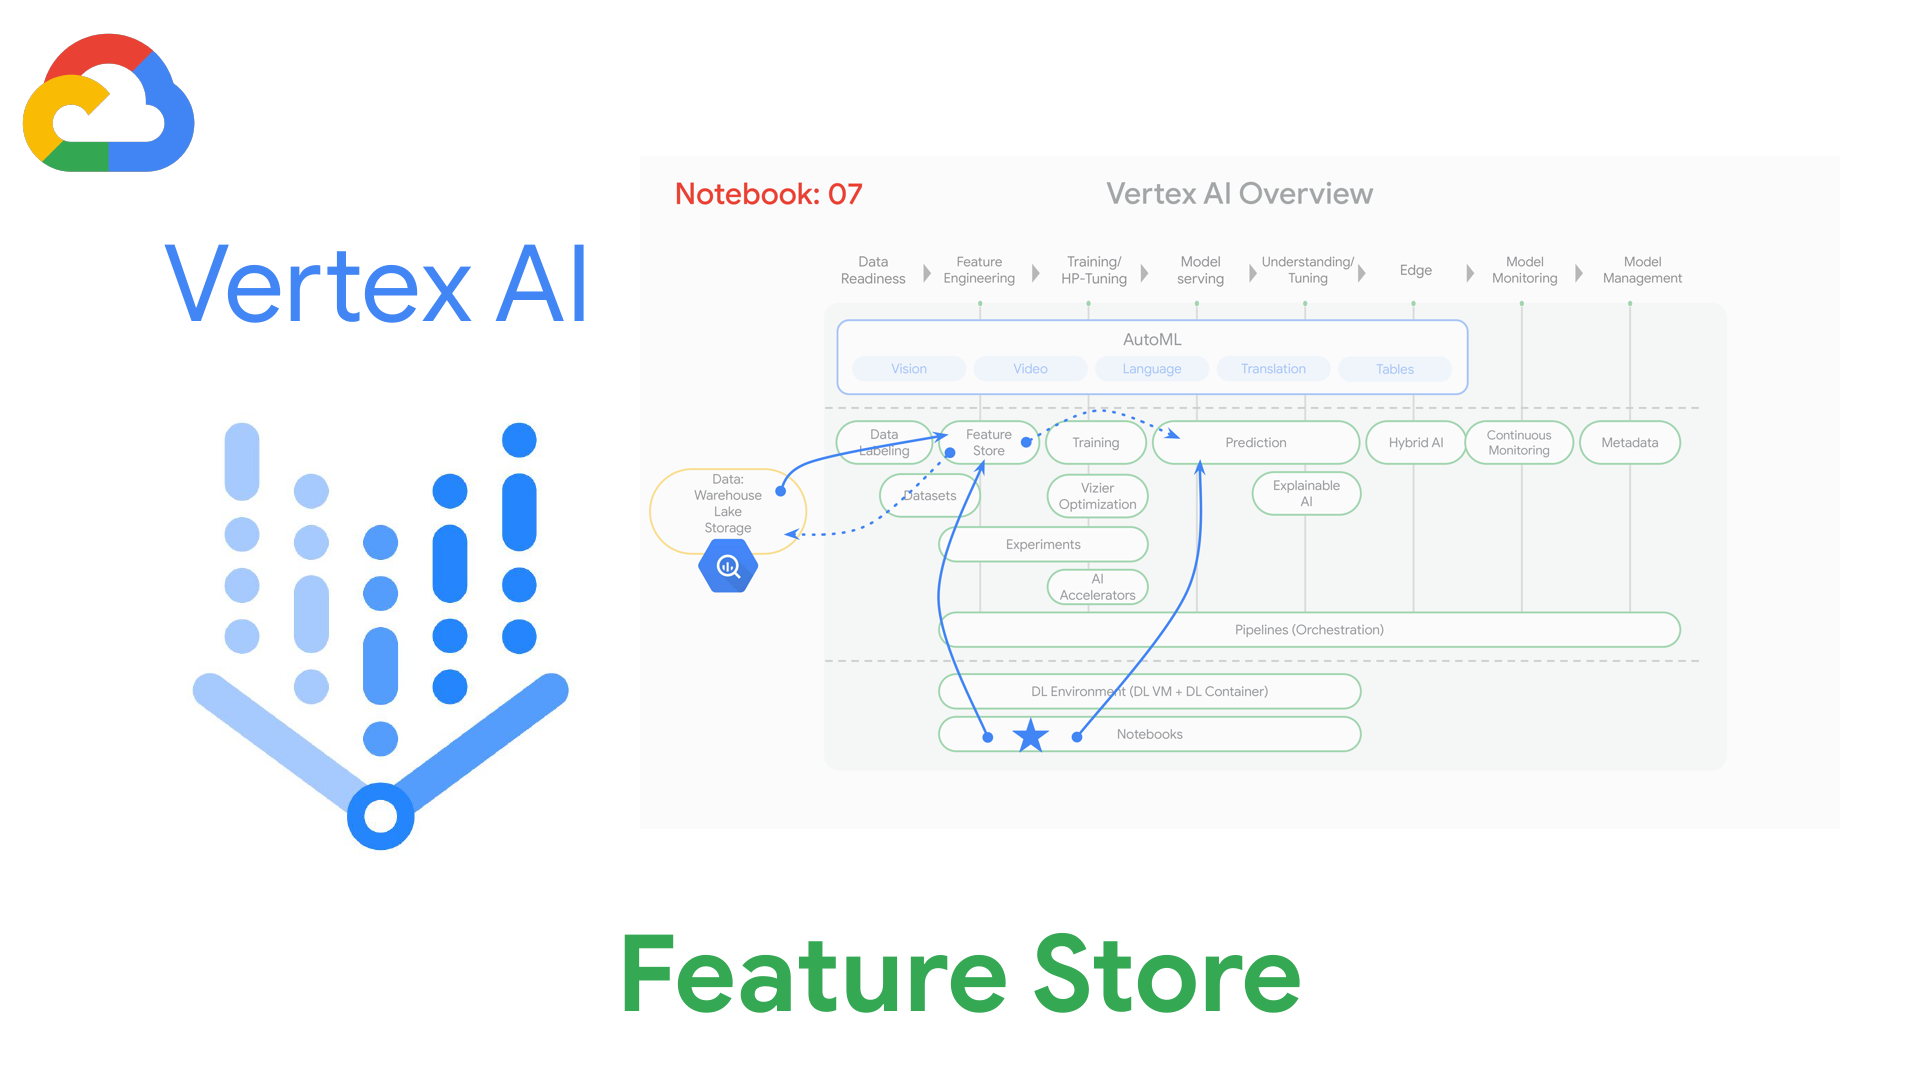 Vertex AI
Notebook: 07
Vertex AI Overview
Data
Readiness
Feature
Engineering
Training/
HP-Tuning
Model
serving
Understanding/
Tuning
Edge
Model
Monitoring
Model
Management
AutoML
Vision
Video
Language
Translation
Tables
Data
Labeling
Feature
Store
Training
Prediction
Hybrid AI
Continuous
Monitoring
Metadata
Data:
Warehouse
Lake
Storage
Datasets
Vizier
Optimization
Explainable
AI
Experiments
AI
Accelerators
Pipelines (Orchestration)
DL Environment (DL VM + DL Container)
Notebooks
Feature Store